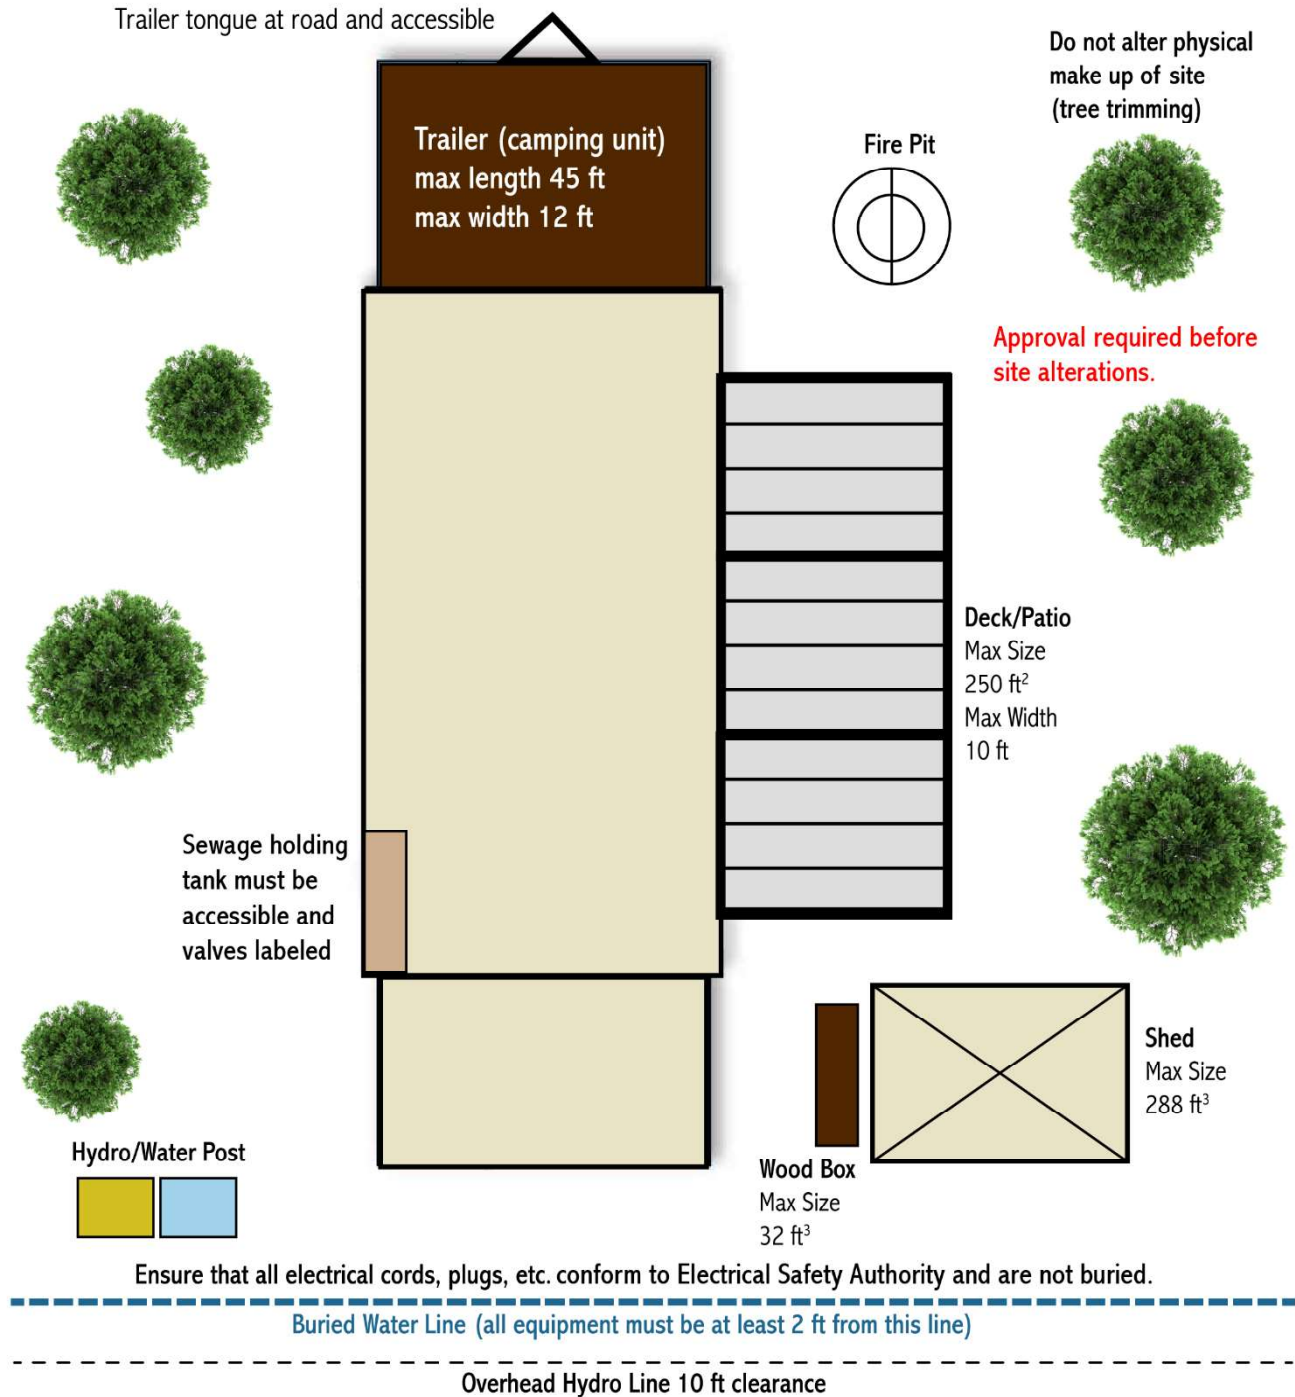 Trailer tongue at road and accessible
Do not alter physical
make up of site
(tree trimming)
Trailer (camping unit)
max length 45 ft
max width 12 ft
Fire Pit
Approval required before
site alterations.
Deck/Patio
Max Size
250 ft²
Max Width
10 ft
Sewage holding
tank must be
accessible and
valves labeled
Shed
Max Size
288 ft³
Hydro/Water Post
Wood Box
Max Size
32 ft³
Ensure that all electrical cords, plugs, etc. conform to Electrical Safety Authority and are not buried.
Buried Water Line (all equipment must be at least 2 ft from this line)
Overhead Hydro Line 10 ft clearance